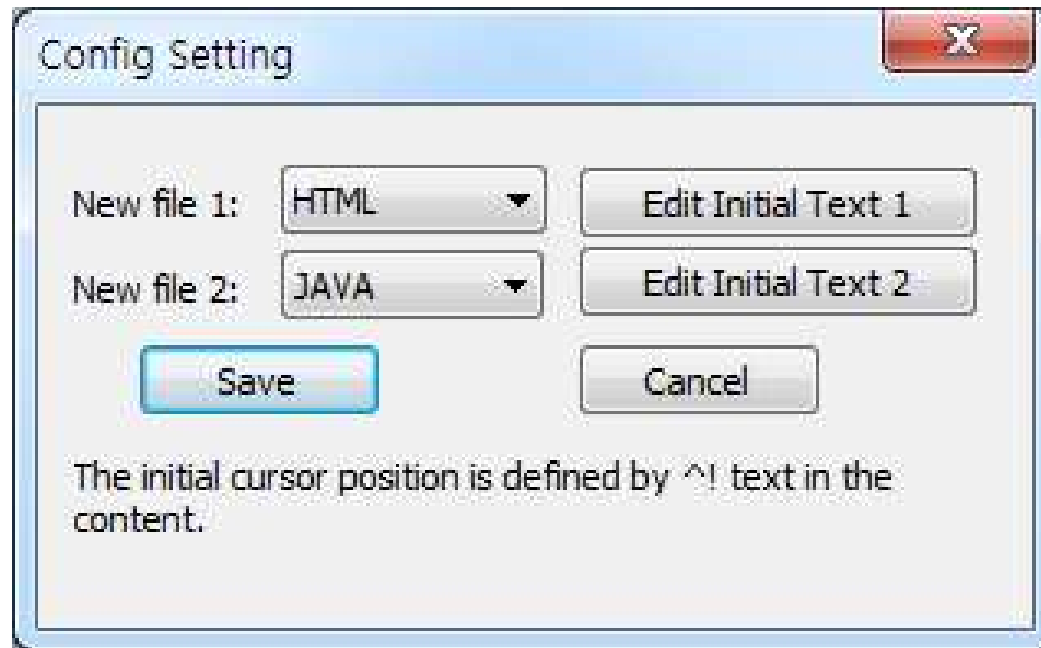 Config Setting
New file 1: HTML Edit Initial Text 1
New file 2: JAVA Edit Initial Text 2
Save Cancel
The initial cursor position is defined by ^! text in the
content.